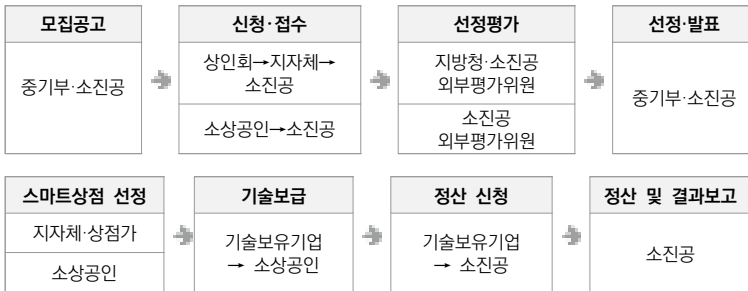 모집공고
중기부·소진공
신청·접수
상인회→지자체→
소진공
소상공인→소진공
선정평가
지방청·소진공
외부평가위원
소진공
외부평가위원
선정·발표
중기부·소진공
스마트상점 선정
지자체·상점가
소상공인
기술보급
기술보유기업
→ 소상공인
정산 신청
기술보유기업
→ 소진공
정산 및 결과보고
소진공